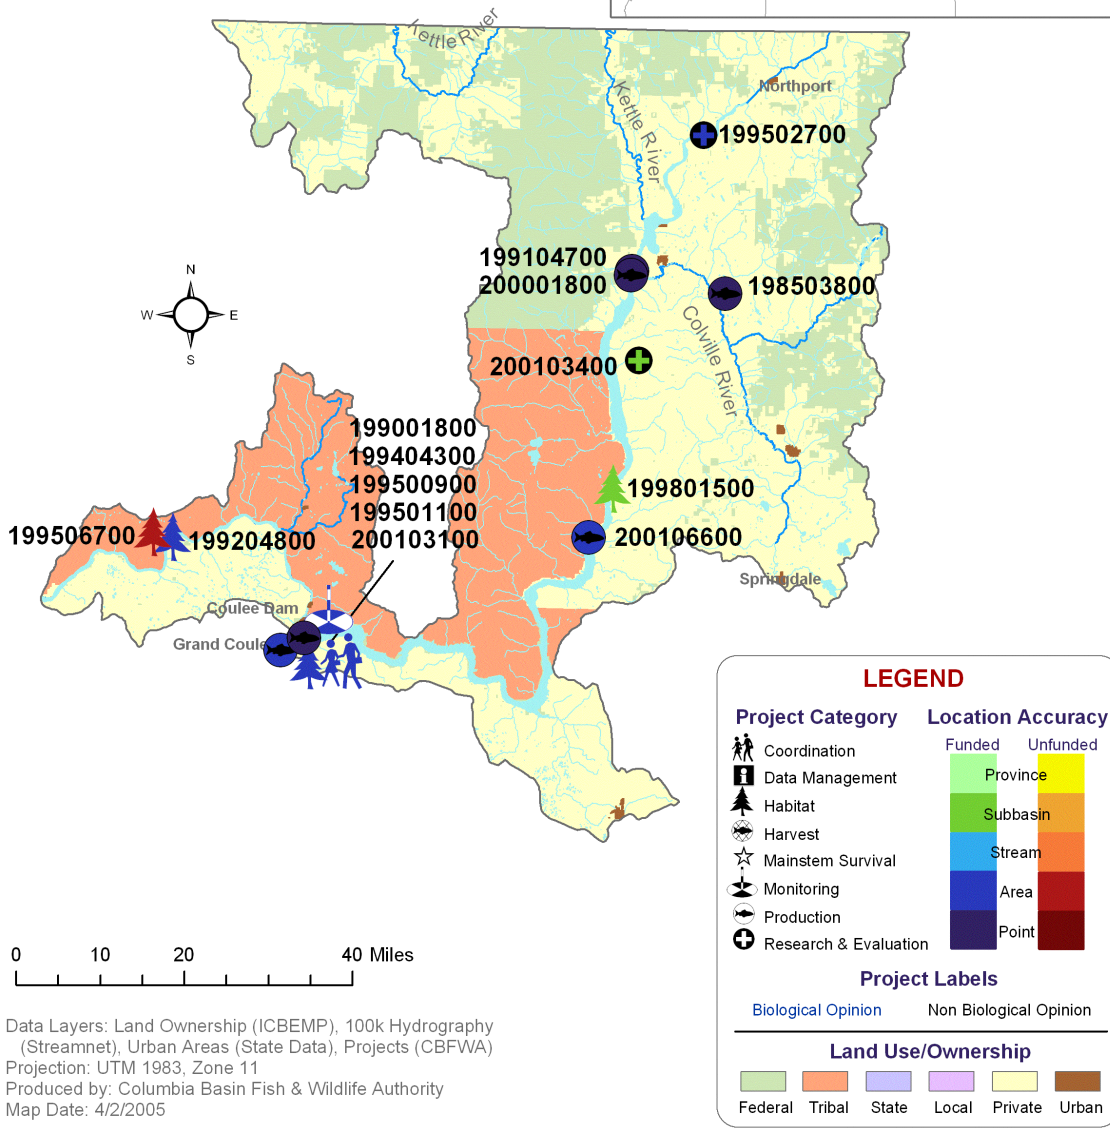 Kettle River
Northport
Kettle River
199502700
199104700
200001800
198503800
N
W E
S
Colville River
200103400
199001800
199404300
199500900
199501100
200103100
199801500
199506700
199204800
200106600
Springdale
Coulee Dam
Grand Coule
LEGEND
Project Category
Coordination
Data Management
Habitat
Harvest
Mainstem Survival
Monitoring
Production
Research & Evaluation
Location Accuracy
Funded Unfunded
Province
Subbasin
Stream
Area
Point
Project Labels
Biological Opinion Non Biological Opinion
Land Use/Ownership
Federal Tribal State Local Private Urban
0 10 20 40 Miles
Data Layers: Land Ownership (ICBEMP), 100k Hydrography
(Streamnet), Urban Areas (State Data), Projects (CBFWA)
Projection: UTM 1983, Zone 11
Produced by: Columbia Basin Fish & Wildlife Authority
Map Date: 4/2/2005